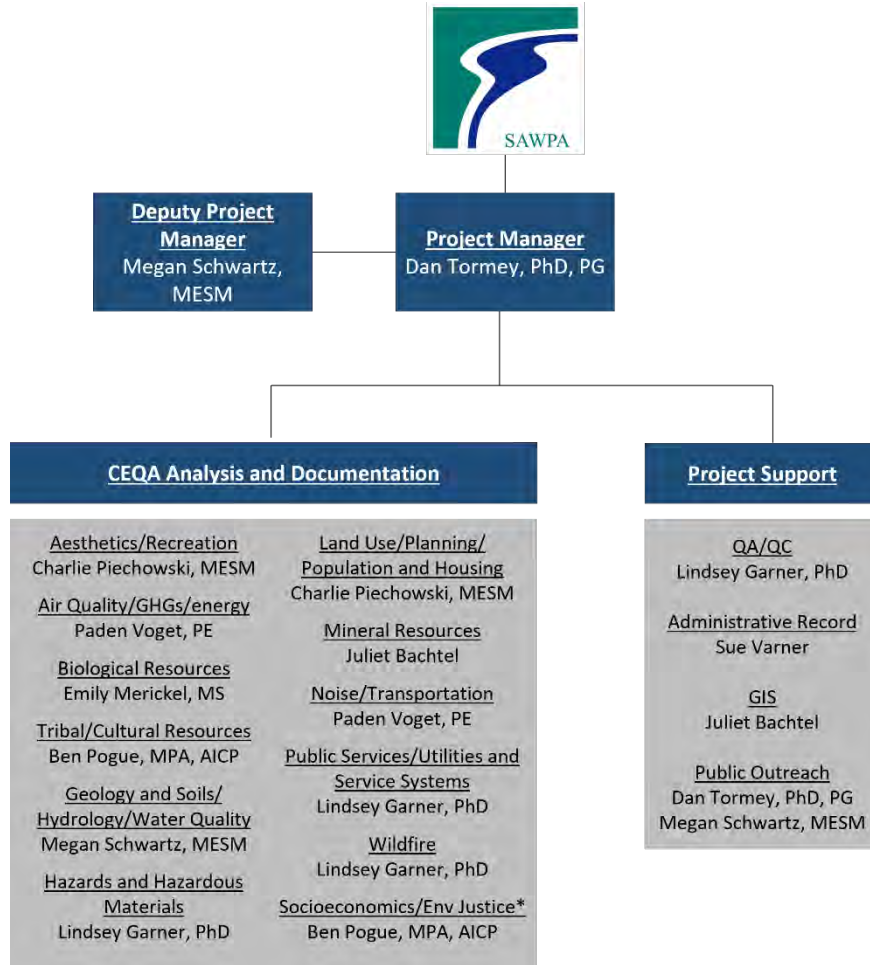 SAWPA
Deputy Project
Manager
Megan Schwartz,
MESM
Project Manager
Dan Tormey, PhD, PG
CEQA Analysis and Documentation
Aesthetics/Recreation
Charlie Piechowski, MESM
Air Quality/GHGs/energy
Paden Voget, PE
Biological Resources
Emily Merickel, MS
Tribal/Cultural Resources
Ben Pogue, MPA, AICP
Geology and Soils/
Hydrology/Water Quality
Megan Schwartz, MESM
Hazards and Hazardous
Materials
Lindsey Garner, PhD
Land Use/Planning/
Population and Housing
Charlie Piechowski, MESM
Mineral Resources
Juliet Bachtel
Noise/Transportation
Paden Voget, PE
Public Services/Utilities and
Service Systems
Lindsey Garner, PhD
Wildfire
Lindsey Garner, PhD
Socioeconomics/Env Justice*
Ben Pogue, MPA, AICP
Project Support
QA/QC
Lindsey Garner, PhD
Administrative Record
Sue Varner
GIS
Juliet Bachtel
Public Outreach
Dan Tormey, PhD, PG
Megan Schwartz, MESM